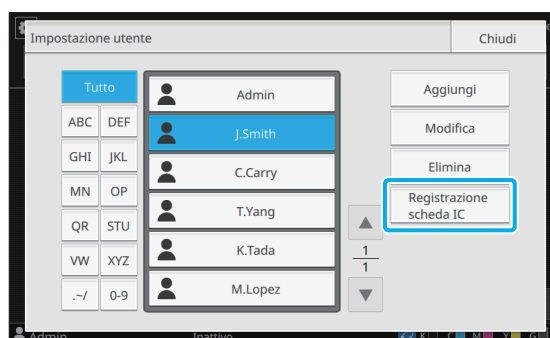 Impostazione utente
Chiudi
Tutto
ABC DEF
GHI JKL
MN OP
QR STU
VW XYZ
.~/ 0-9
Admin
J.Smith
C.Carry
T.Yang
K.Tada
M.Lopez
1
1
Aggiungi
Modifica
Elimina
Registrazione
scheda IC
Admin Inattivo K C M Y